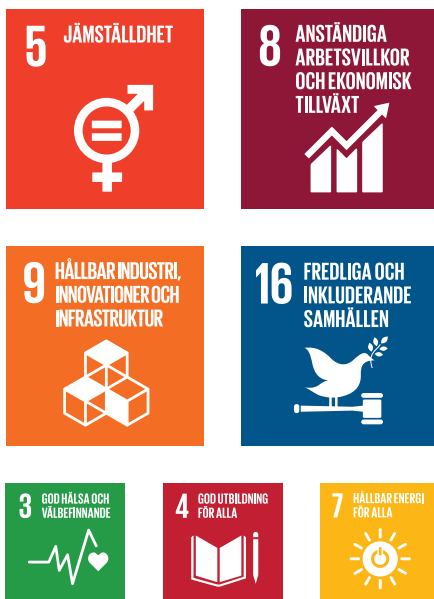 5 JÄMSTÄLLDHET
8 ANSTÄNDIGA
ARBETSVILLKOR
OCH EKONOMISK
TILLVÄXT
9 HÅLLBAR INDUSTRI,
INNOVATIONER OCH
INFRASTRUKTUR
16 FREDLIGA OCH
INKLUDERANDE
SAMHÄLLEN
3 GOD HÄLSA OCH
VÄLBEFINNANDE
4 GOD UTBILDNING
FÖR ALLA
7 HÅLLBAR ENERGI
FÖR ALLA